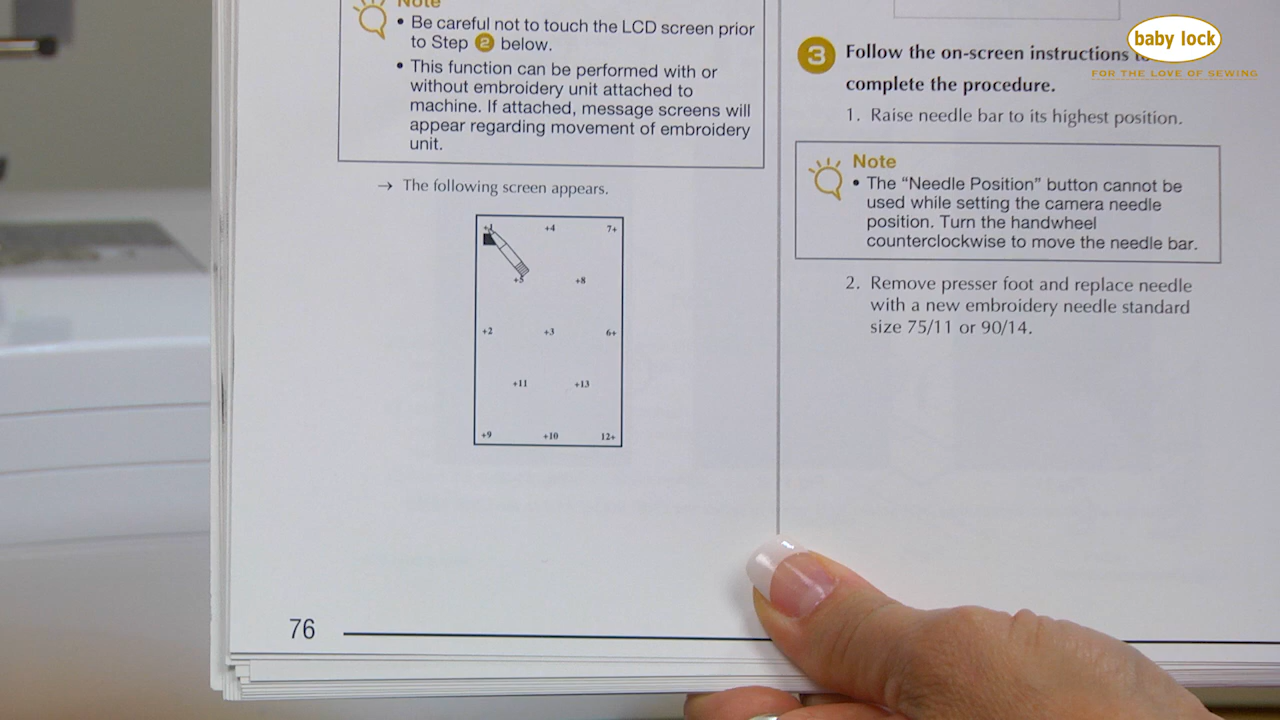 Note
• Be careful not to touch the LCD screen prior
to Step 2 below.
• This function can be performed with or
without embroidery unit attached to
machine. If attached, message screens will
appear regarding movement of embroidery
unit.
→ The following screen appears.
+4 7+
+5 +8
+2 +3 6+
+11 +13
+9 +10 12+
76
baby lock
FOR THE LOVE OF SEWING
3 Follow the on-screen instructions
complete the procedure.
1. Raise needle bar to its highest position.
Note
• The “Needle Position” button cannot be
used while setting the camera needle
position. Turn the handwheel
counterclockwise to move the needle bar.
2. Remove presser foot and replace needle
with a new embroidery needle standard
size 75/11 or 90/14.